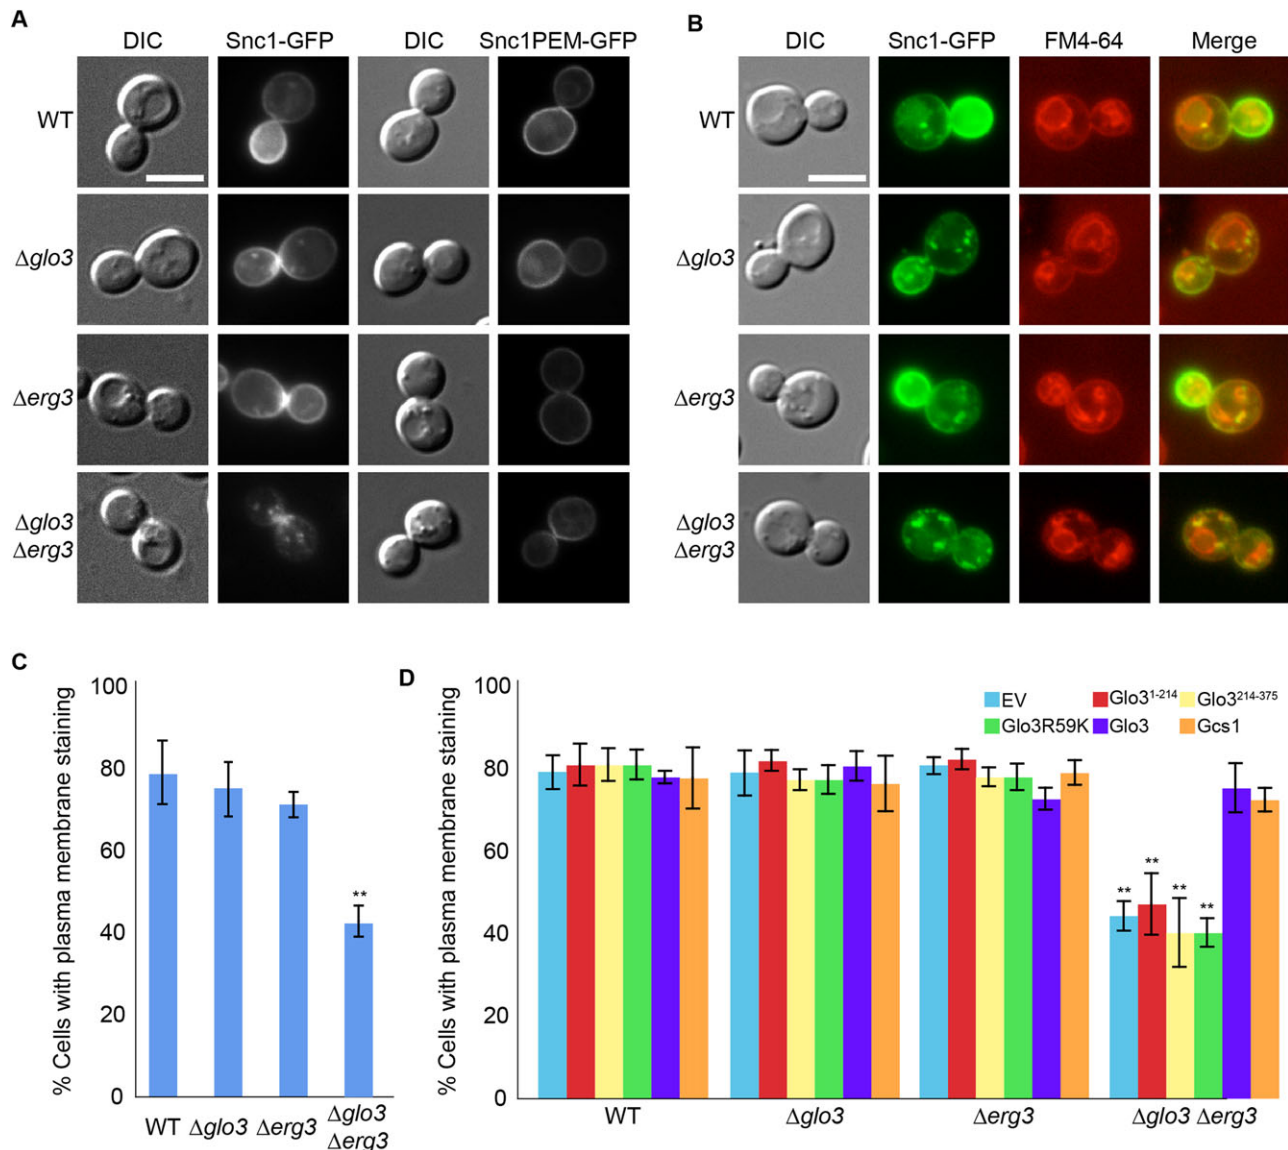 A
DIC Snc1-GFP DIC Snc1PEM-GFP
WT
Δglo3
Δerg3
Δglo3
Δerg3
B
DIC Snc1-GFP FM4-64 Merge
WT
Δglo3
Δerg3
Δglo3
Δerg3
C
% Cells with plasma membrane staining
100
80
60
40
20
0
**
WT Δglo3 Δerg3 Δglo3
Δerg3
D
% Cells with plasma membrane staining
100
80
60
40
20
0
EV Glo3¹⁻²¹⁴ Glo3²¹⁴⁻³⁷⁵
Glo3R59K Glo3 Gcs1
** ** ** **
WT Δglo3 Δerg3 Δglo3 Δerg3